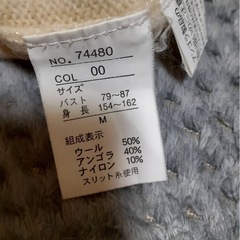 NO. 74480
COL 00
サイズ
バスト 79~87
身長 154~162
M
組成表示
ウール 50%
アンゴラ 40%
ナイロン 10%
スリット糸使用